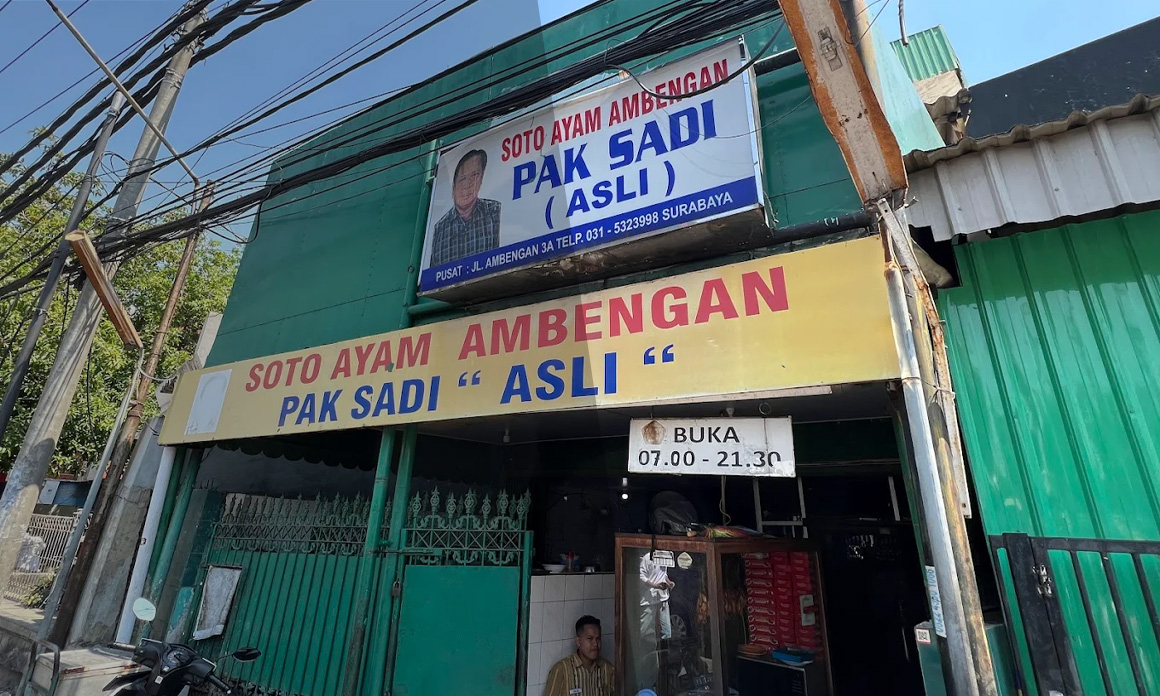 SOTO AYAM AMBENGAN
PAK SADI
( ASLI )
PUSAT : JL. AMBENGAN 3A TELP. 031 - 5323998 SURABAYA
SOTO AYAM AMBENGAN
PAK SADI “ ASLI “
BUKA
07.00 - 21.30